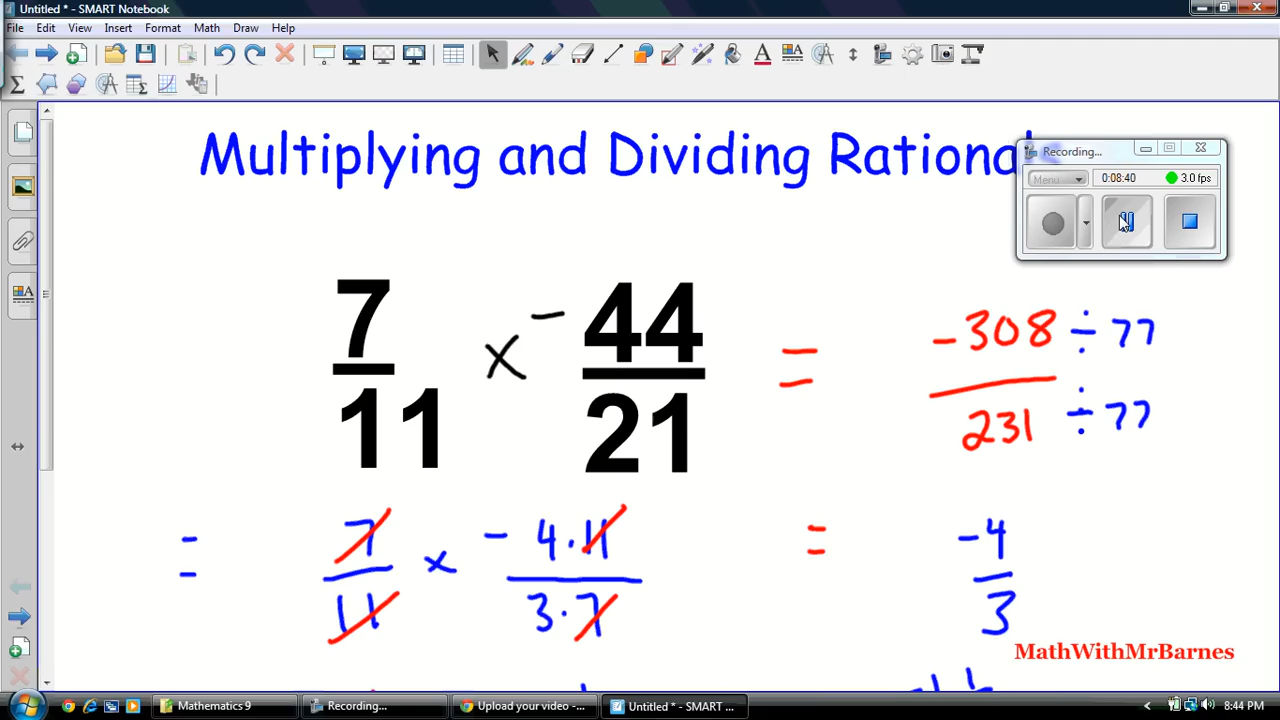 Untitled * - SMART Notebook
File Edit View Insert Format Math Draw Help
Multiplying and Dividing Rational
Recording...
Menu 0:08:40 3.0 fps
7/11 × -44/21 = -308 ÷ 77 / 231 ÷ 77
= 7/11 × -4·11/3·7 = -4/3
MathWithMrBarnes
Mathematics 9 Recording... Upload your video -... Untitled * - SMART ... 8:44 PM